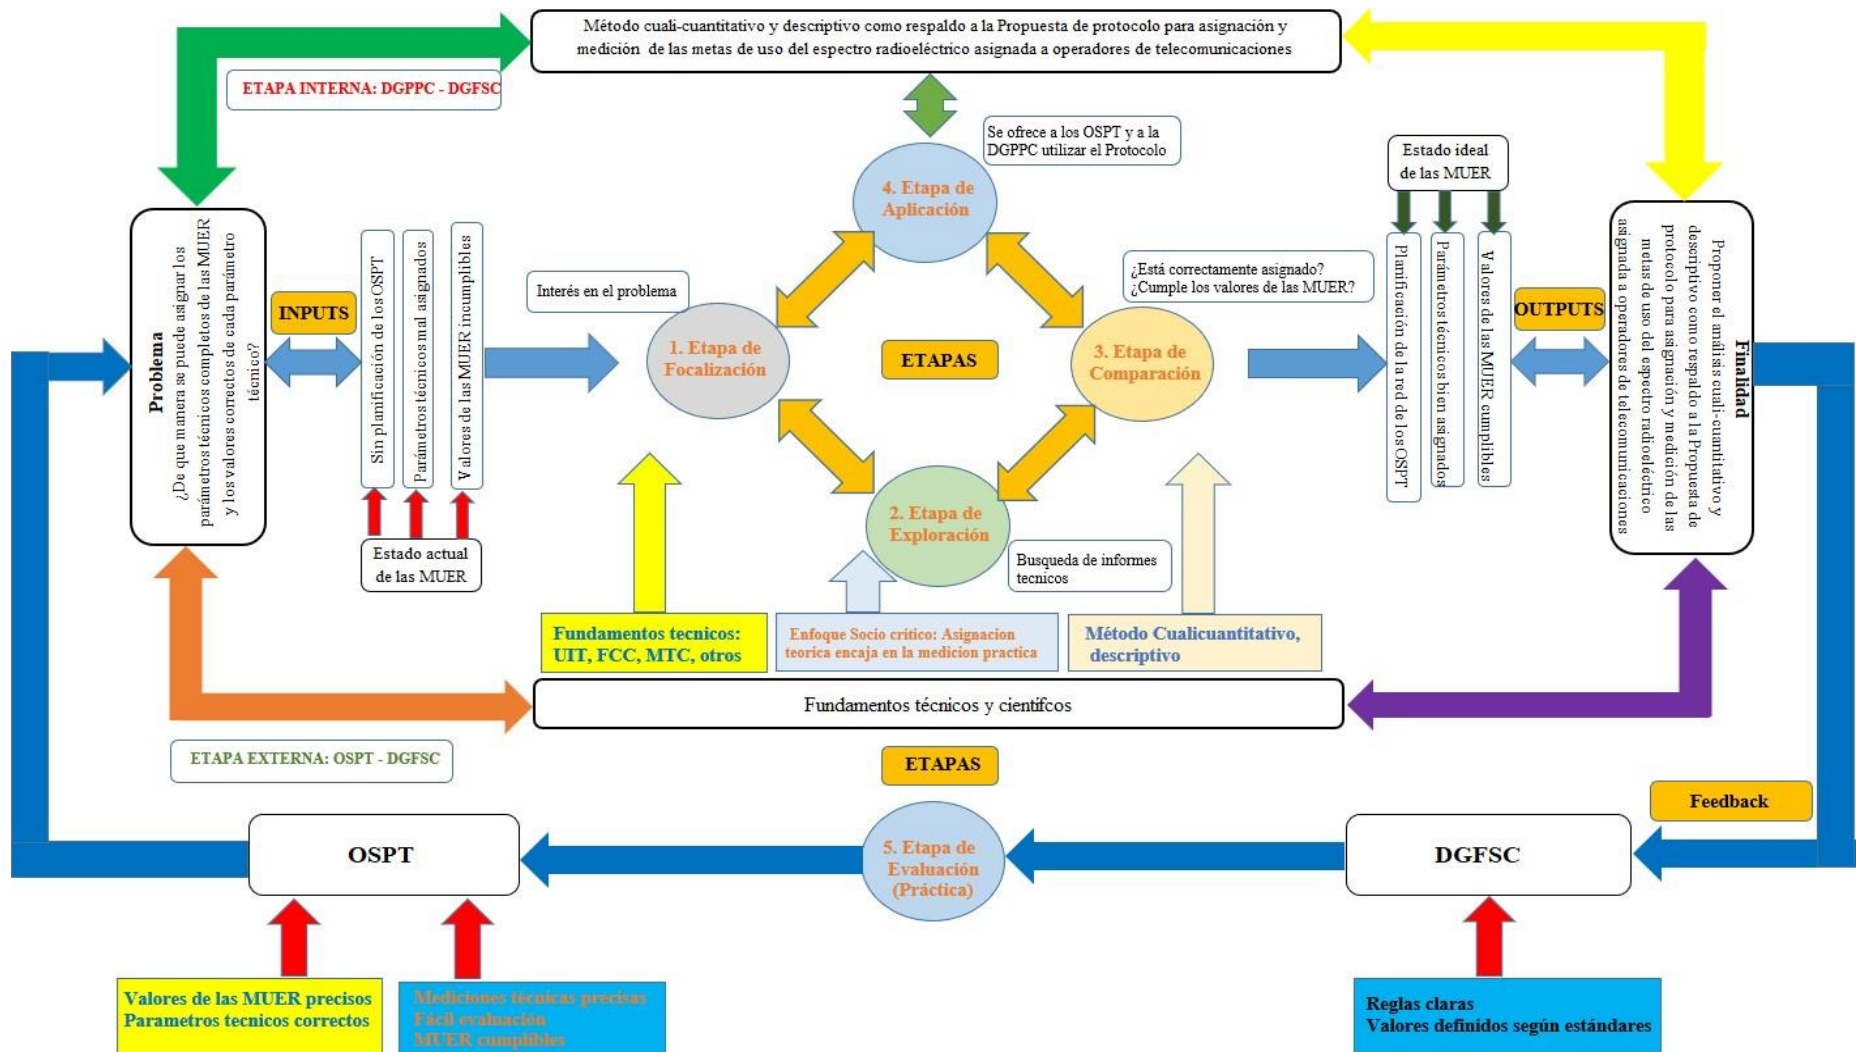 Método cuali-cuantitativo y descriptivo como respaldo a la Propuesta de protocolo para asignación y
medición de las metas de uso del espectro radioeléctrico asignada a operadores de telecomunicaciones
ETAPA INTERNA: DGPPC - DGFSC
Se ofrece a los OSPT y a la
DGPPC utilizar el Protocolo
Estado ideal
de las MUER
4. Etapa de
Aplicación
Problema
¿De que manera se puede asignar los
parámetros técnicos completos de las MUER
y los valores correctos de cada parámetro
técnico?
INPUTS
Sin planificación de los OSPT
Parámetros técnicos mal asignados
Valores de las MUER incumplibles
Estado actual
de las MUER
Interés en el problema
1. Etapa de
Focalización
ETAPAS
3. Etapa de
Comparación
¿Está correctamente asignado?
¿Cumple los valores de las MUER?
Planificación de la red de los OSPT
Parámetros técnicos bien asignados
Valores de las MUER cumplibles
OUTPUTS
Finalidad
Proponer el análisis cuali-cuantitativo y
descriptivo como respaldo a la Propuesta de
protocolo para asignación y medición de las
metas de uso del espectro radioeléctrico
asignada a operadores de telecomunicaciones
2. Etapa de
Exploración
Busqueda de informes
tecnicos
Fundamentos tecnicos:
UIT, FCC, MTC, otros
Enfoque Socio critico: Asignacion
teorica encaja en la medicion practica
Método Cualicuantitativo,
descriptivo
Fundamentos técnicos y científcos
ETAPA EXTERNA: OSPT - DGFSC
ETAPAS
Feedback
OSPT
5. Etapa de
Evaluación
(Práctica)
DGFSC
Valores de las MUER precisos
Parametros tecnicos correctos
Mediciones técnicas precisas
Fácil evaluación
MUER cumplibles
Reglas claras
Valores definidos según estándares